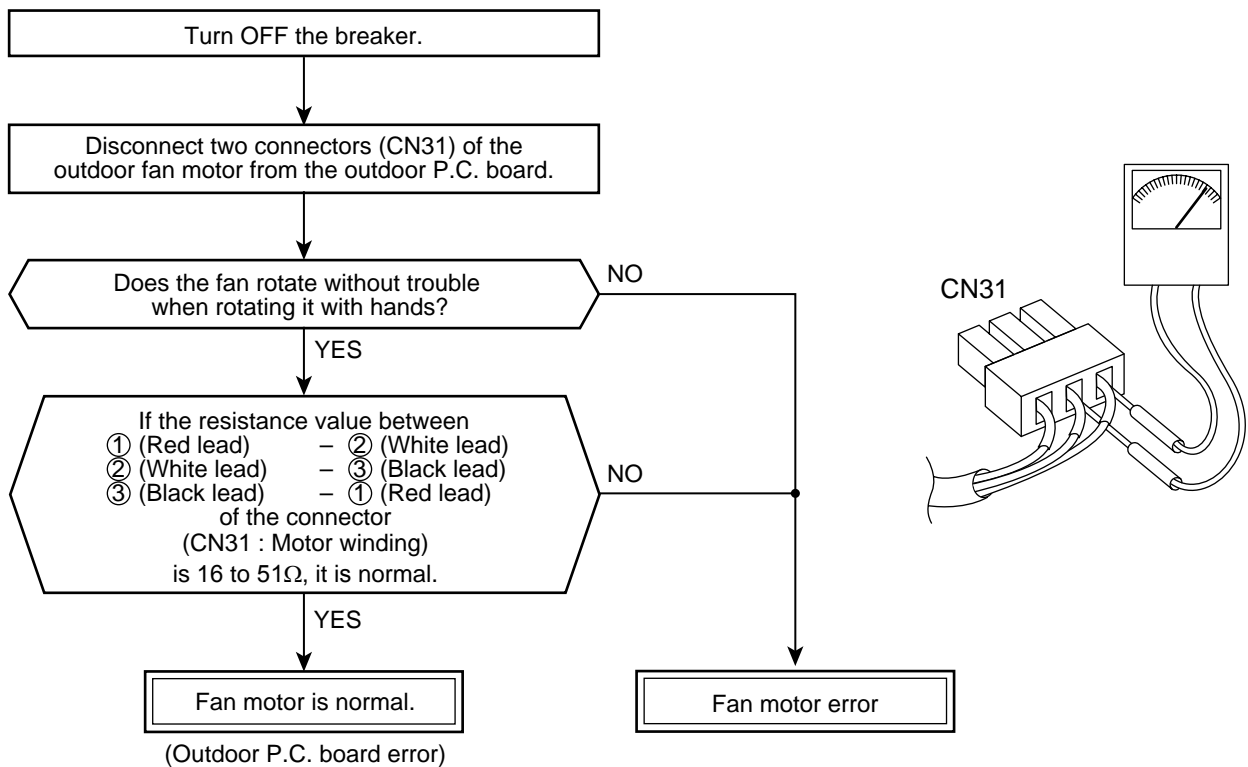 Turn OFF the breaker.
Disconnect two connectors (CN31) of the
outdoor fan motor from the outdoor P.C. board.
Does the fan rotate without trouble
when rotating it with hands?
NO
YES
If the resistance value between
① (Red lead) – ② (White lead)
② (White lead) – ③ (Black lead)
③ (Black lead) – ① (Red lead)
of the connector
(CN31 : Motor winding)
is 16 to 51Ω, it is normal.
NO
YES
Fan motor is normal.
(Outdoor P.C. board error)
Fan motor error
CN31